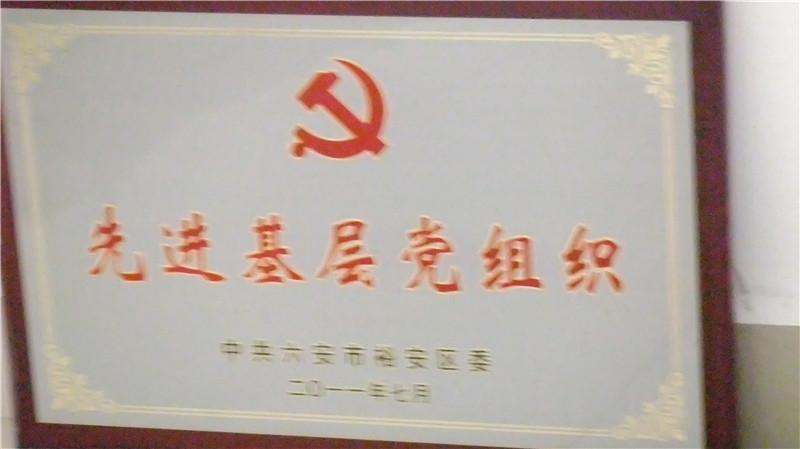 先进基层党组织
中共六安市裕安区委
二〇一一年七月